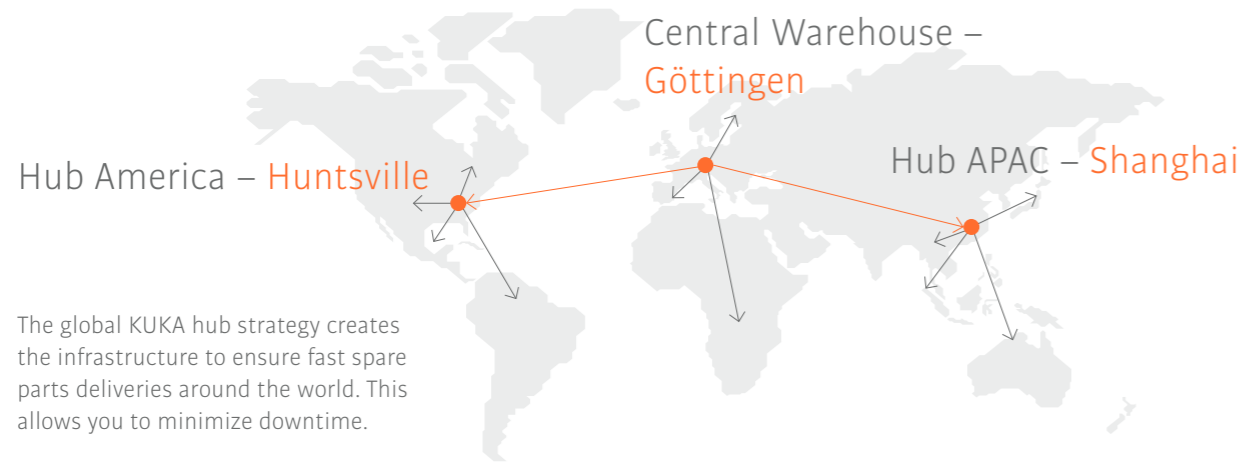 Central Warehouse –
Göttingen
Hub America – Huntsville
Hub APAC – Shanghai
The global KUKA hub strategy creates
the infrastructure to ensure fast spare
parts deliveries around the world. This
allows you to minimize downtime.